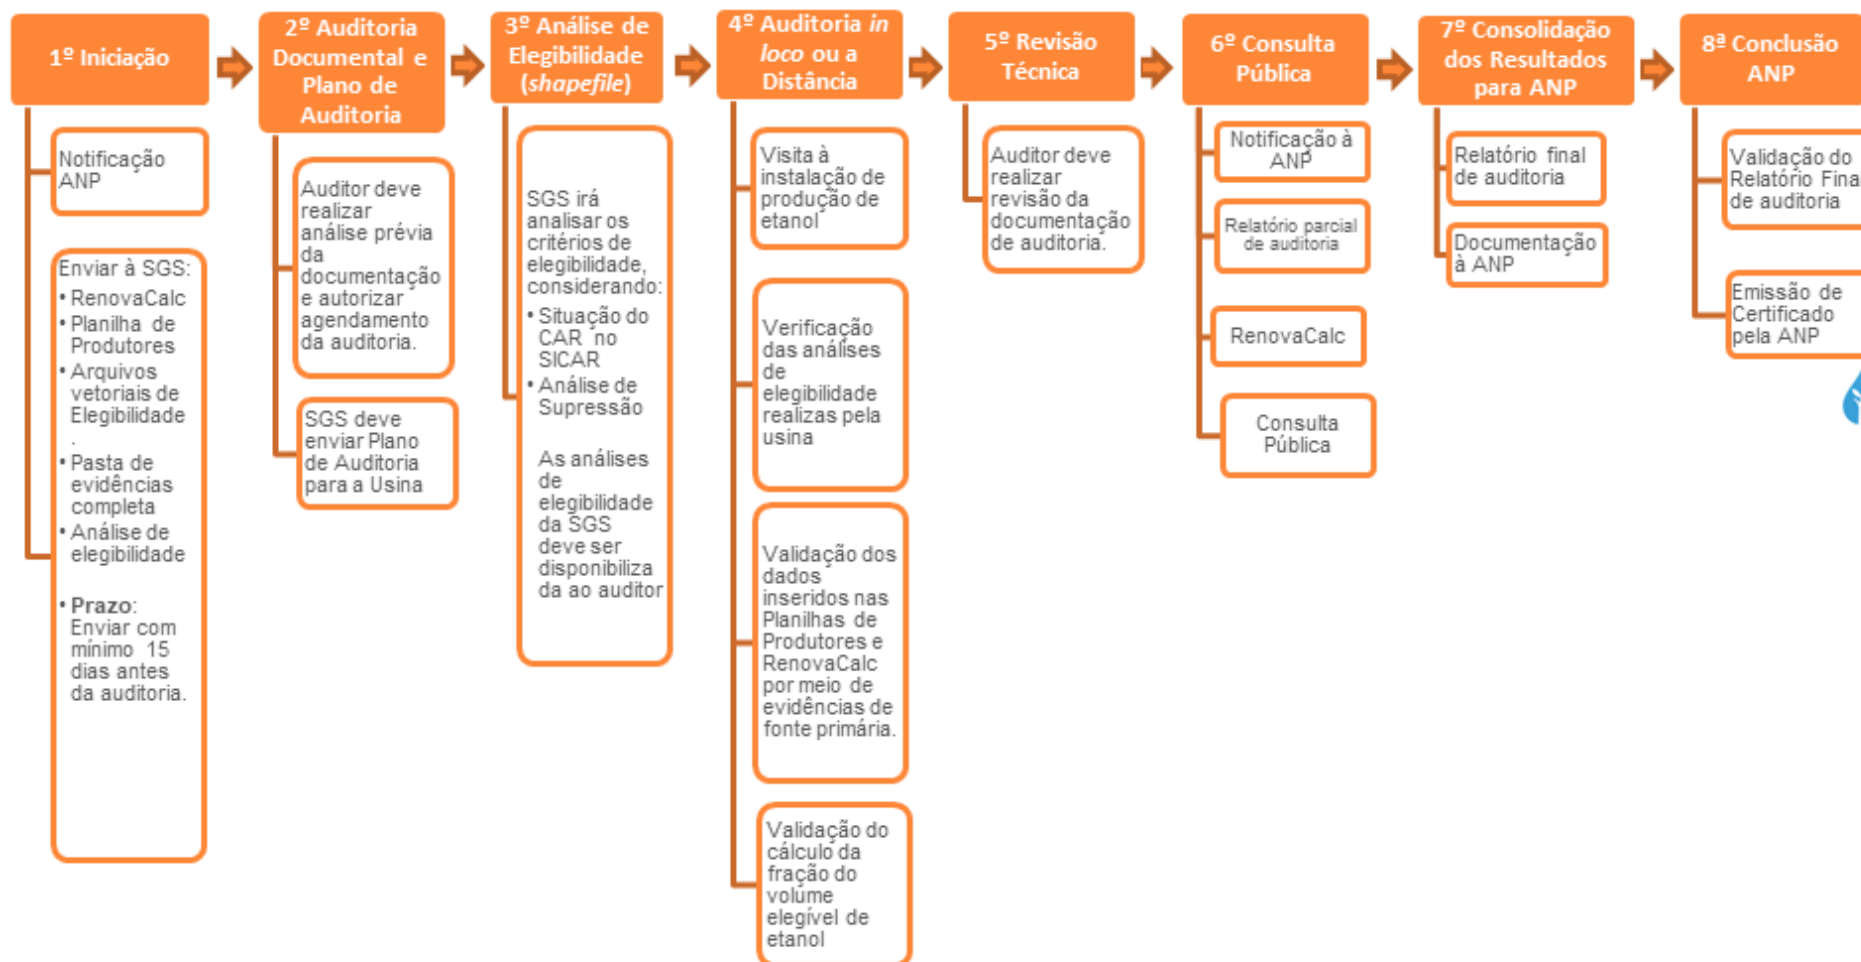 1º Iniciação
Notificação
ANP
Enviar à SGS:
• RenovaCalc
• Planilha de
Produtores
• Arquivos
vetoriais de
Elegibilidade
.
• Pasta de
evidências
completa
• Análise de
elegibilidade
• Prazo:
Enviar com
mínimo 15
dias antes
da auditoria.
2º Auditoria
Documental e
Plano de
Auditoria
Auditor deve
realizar
análise prévia
da
documentação
e autorizar
agendamento
da auditoria.
SGS deve
enviar Plano
de Auditoria
para a Usina
3º Análise de
Elegibilidade
(shapefile)
SGS irá
analisar os
critérios de
elegibilidade,
considerando:
• Situação do
CAR no
SICAR
• Análise de
Supressão
As análises
de
elegibilidade
da SGS
deve ser
disponibiliza
da ao auditor
4º Auditoria in
loco ou a
Distância
Visita à
instalação de
produção de
etanol
Verificação
das análises
de
elegibilidade
realizas pela
usina
Validação dos
dados
inseridos nas
Planilhas de
Produtores e
RenovaCalc
por meio de
evidências de
fonte primária.
Validação do
cálculo da
fração do
volume
elegível de
etanol
5º Revisão
Técnica
Auditor deve
realizar
revisão da
documentação
de auditoria.
6º Consulta
Pública
Notificação à
ANP
Relatório parcial
de auditoria
RenovaCalc
Consulta
Pública
7º Consolidação
dos Resultados
para ANP
Relatório final
de auditoria
Documentação
à ANP
8ª Conclusão
ANP
Validação do
Relatório Final
de auditoria
Emissão de
Certificado
pela ANP